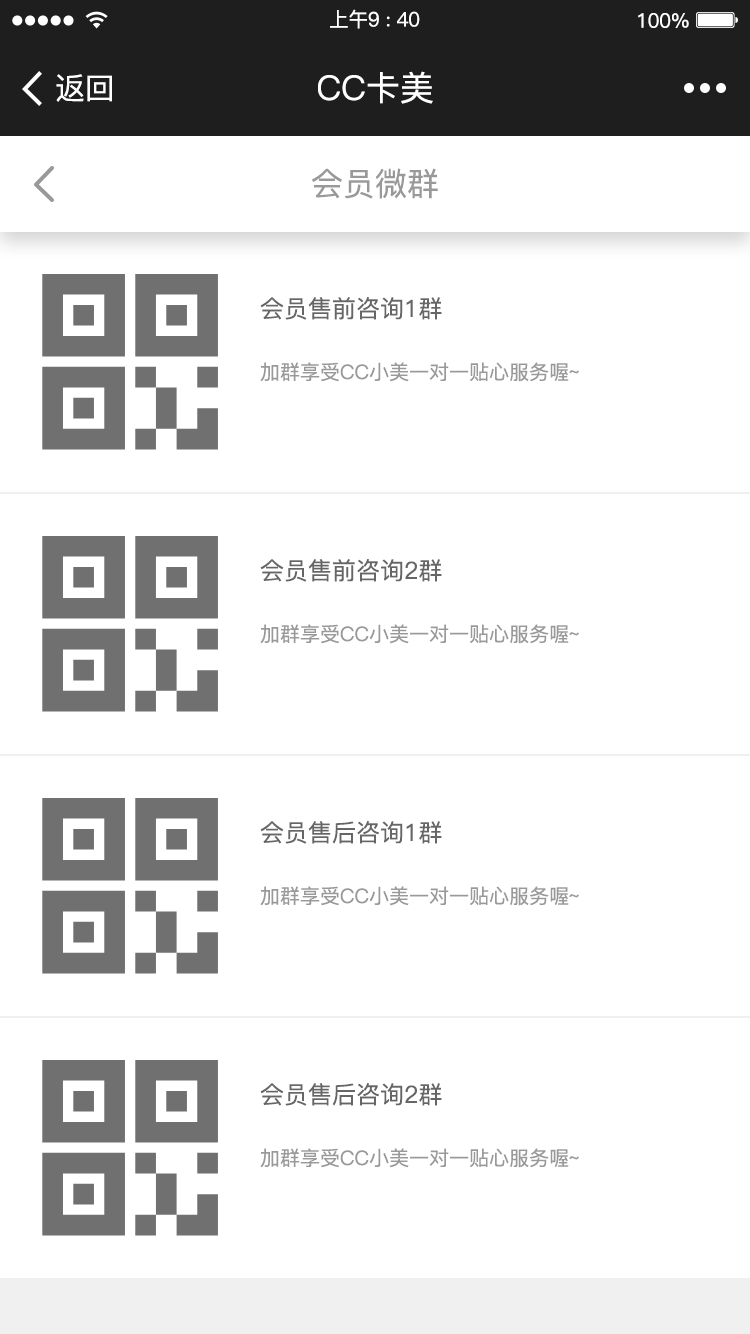 上午9 : 40
100%
返回
CC卡美
会员微群
会员售前咨询1群
加群享受CC小美一对一贴心服务喔~
会员售前咨询2群
加群享受CC小美一对一贴心服务喔~
会员售后咨询1群
加群享受CC小美一对一贴心服务喔~
会员售后咨询2群
加群享受CC小美一对一贴心服务喔~